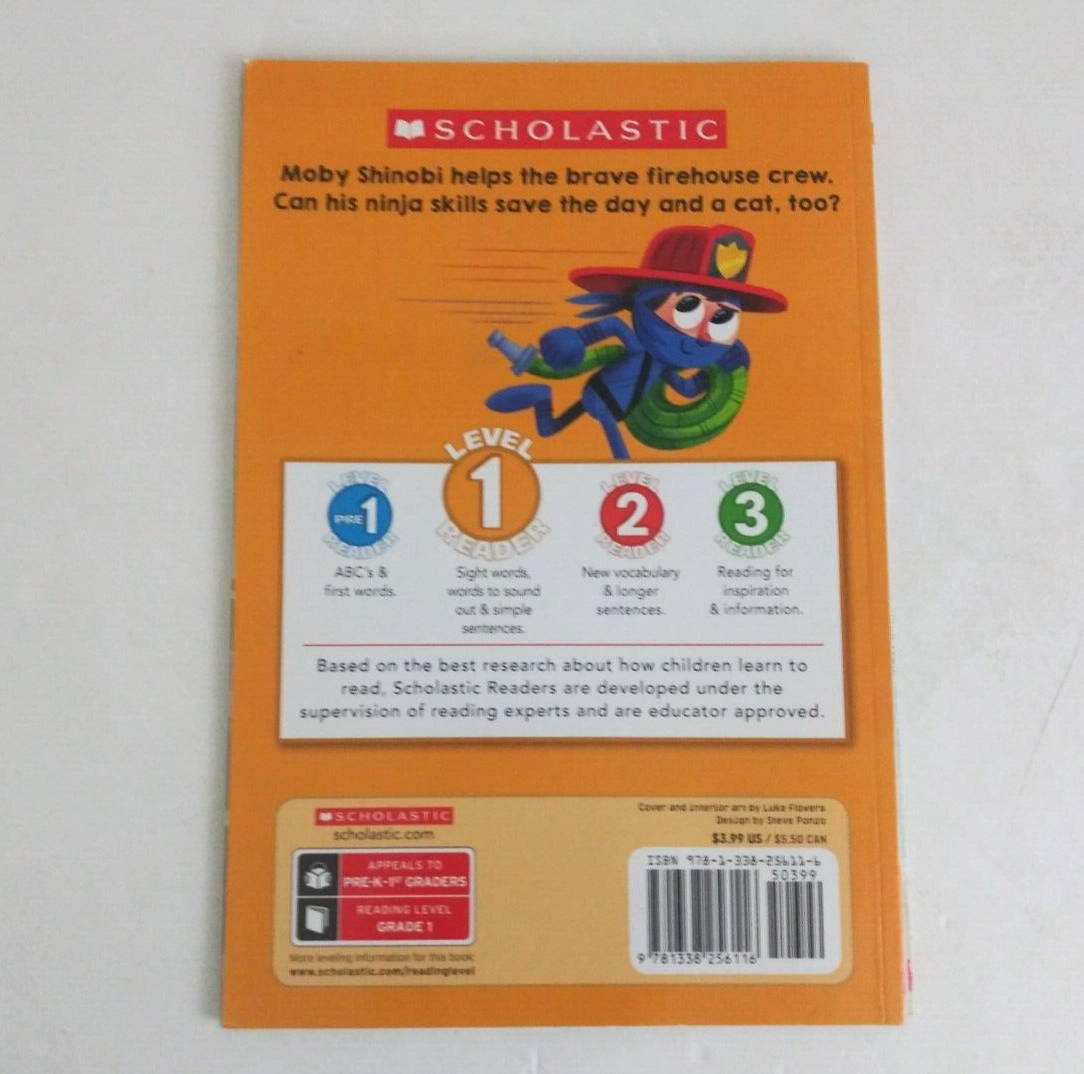 SCHOLASTIC
Moby Shinobi helps the brave firehouse crew.
Can his ninja skills save the day and a cat, too?
LEVEL
PRE 1
READER
ABC's &
first words.
LEVEL
1
READER
Sight words,
words to sound
out & simple
sentences.
LEVEL
2
READER
New vocabulary
& longer
sentences.
LEVEL
3
READER
Reading for
inspiration
& information.
Based on the best research about how children learn to
read, Scholastic Readers are developed under the
supervision of reading experts and are educator approved.
SCHOLASTIC
scholastic.com
APPEALS TO
PRE-K-1ST GRADERS
READING LEVEL
GRADE 1
More leveling information for this book:
www.scholastic.com/readinglevel
Cover and interior art by Luke Flowers
Design by Steve Ponzo
$3.99 US / $5.50 CAN
ISBN 978-1-338-25611-6
50399
9 781338 256116